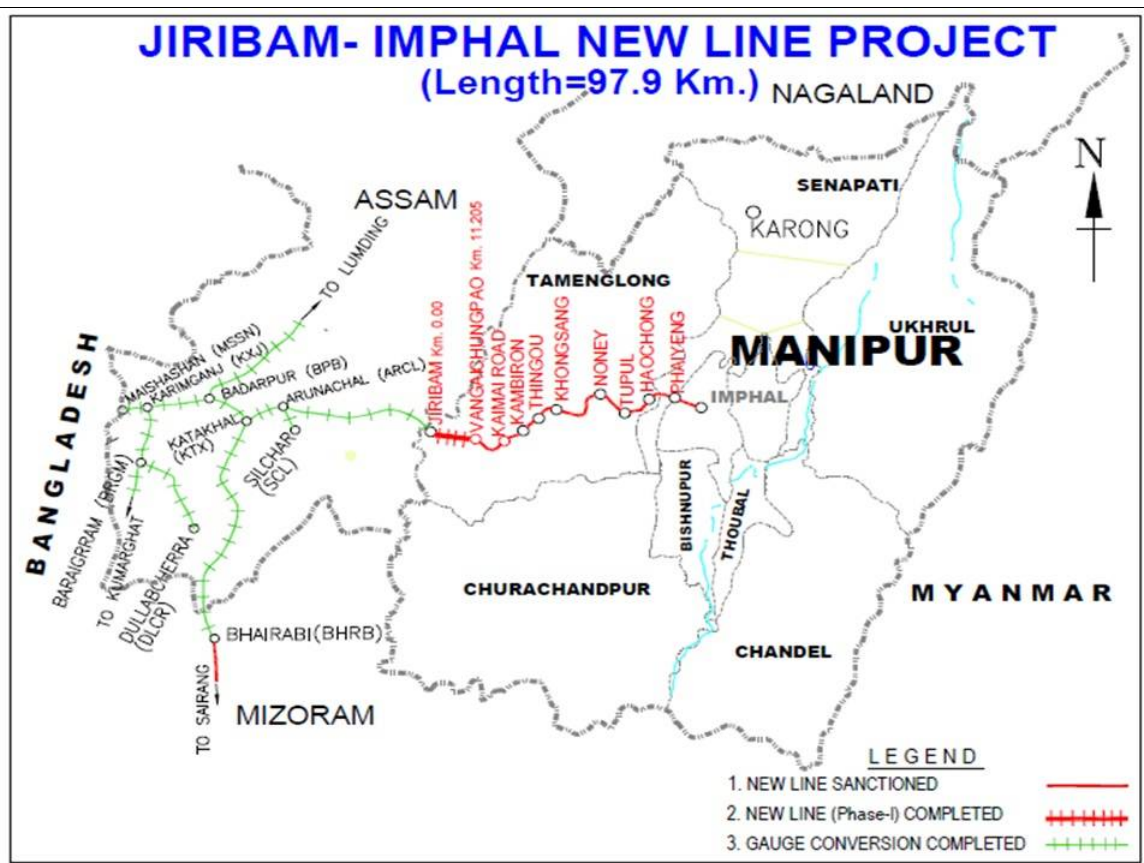 JIRIBAM- IMPHAL NEW LINE PROJECT
(Length=97.9 Km.)
NAGALAND
N
SENAPATI
ASSAM
KARONG
TO LUMDING
TAMENGLONG
UKHRUL
MANIPUR
IMPHAL
BANGLADESH
MAISHASHAN (MSSN)
KARIMGANJ (KXJ)
BADARPUR (BPB)
ARUNACHAL (ARCL)
KATAKHAL
(KTX)
SILCHAR
(SCL)
JIRIBAM Km. 0.00
VANGAICHUNGPAO Km. 11.205
KAIMAI ROAD
KAMBIRON
THINGOU
KHONGSANG
NONEY
TUPUL
HAOCHONG
PHALYENG
BARAIGRRAM (BRGM)
TO KUMARGHAT
DULLABCHERRA
(DLCR)
BISHNUPUR
THOUBAL
CHURACHANDPUR
MYANMAR
BHAIRABI(BHRB)
CHANDEL
TO SAIRANG
MIZORAM
LEGEND
1. NEW LINE SANCTIONED
2. NEW LINE (Phase-I) COMPLETED
3. GAUGE CONVERSION COMPLETED